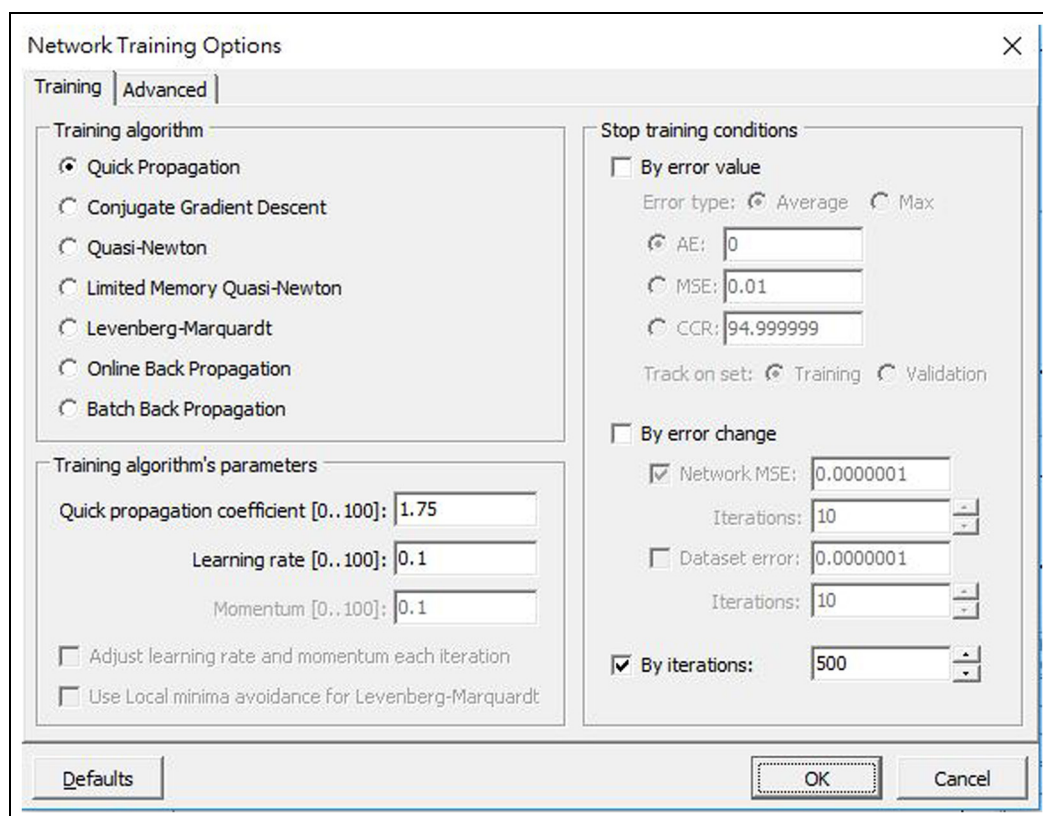 Network Training Options
Training
Advanced
Training algorithm
Quick Propagation
Conjugate Gradient Descent
Quasi-Newton
Limited Memory Quasi-Newton
Levenberg-Marquardt
Online Back Propagation
Batch Back Propagation
Training algorithm's parameters
Quick propagation coefficient [0..100]: 1.75
Learning rate [0..100]: 0.1
Momentum [0..100]: 0.1
Adjust learning rate and momentum each iteration
Use Local minima avoidance for Levenberg-Marquardt
Stop training conditions
By error value
Error type: Average Max
AE: 0
MSE: 0.01
CCR: 94.999999
Track on set: Training Validation
By error change
Network MSE: 0.0000001
Iterations: 10
Dataset error: 0.0000001
Iterations: 10
By iterations: 500
Defaults
OK
Cancel